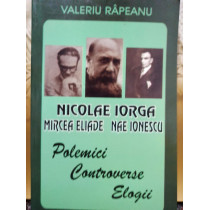 VALERIU RÂPEANU
NICOLAE IORGA
MIRCEA ELIADE NAE IONESCU
Polemici
Controverse
Elogii